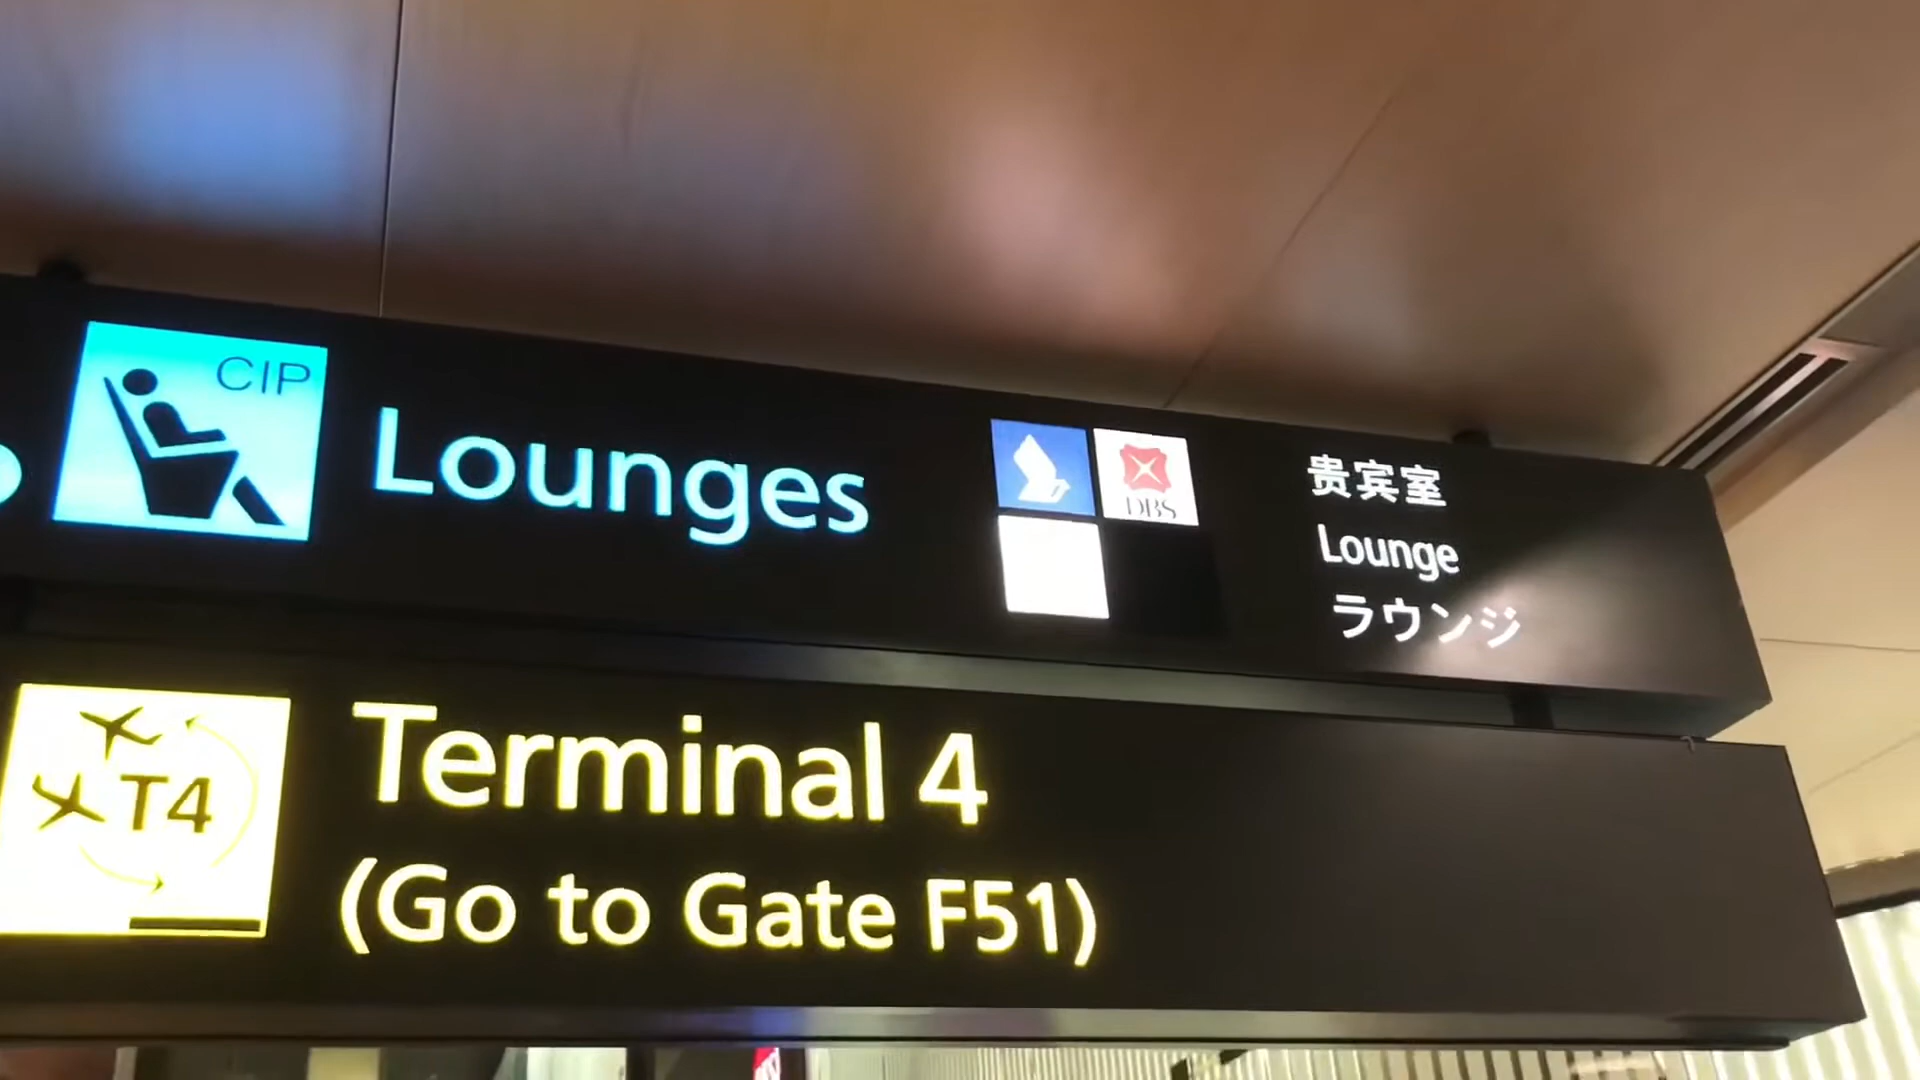 CIP
Lounges
DBS
贵宾室
Lounge
ラウンジ
T4
Terminal 4
(Go to Gate F51)